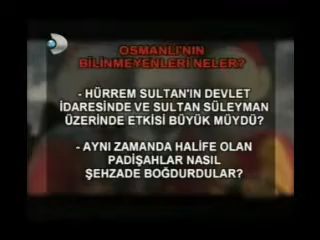 OSMANLI'NIN
BİLİNMEYENLERİ NELER?
- HÜRREM SULTAN'IN DEVLET
İDARESİNDE VE SULTAN SÜLEYMAN
ÜZERİNDE ETKİSİ BÜYÜK MÜYDÜ?
- AYNI ZAMANDA HALİFE OLAN
PADİŞAHLAR NASIL
ŞEHZADE BOĞDURDULAR?